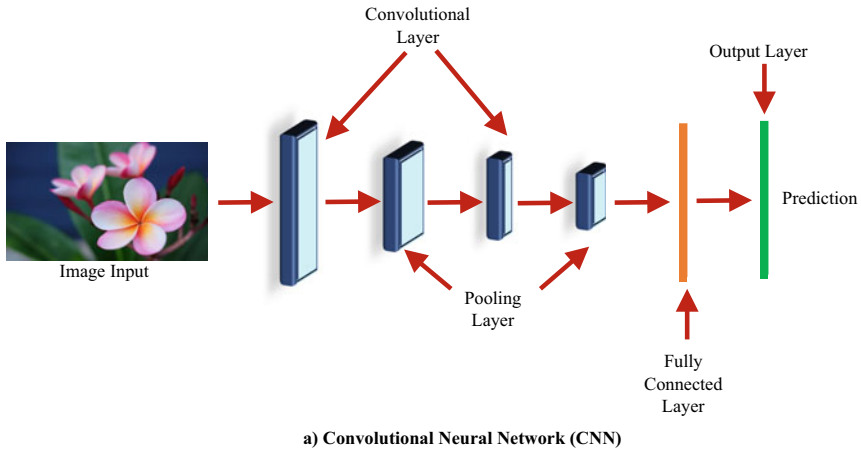 Convolutional
Layer
Output Layer
Prediction
Image Input
Pooling
Layer
Fully
Connected
Layer
a) Convolutional Neural Network (CNN)